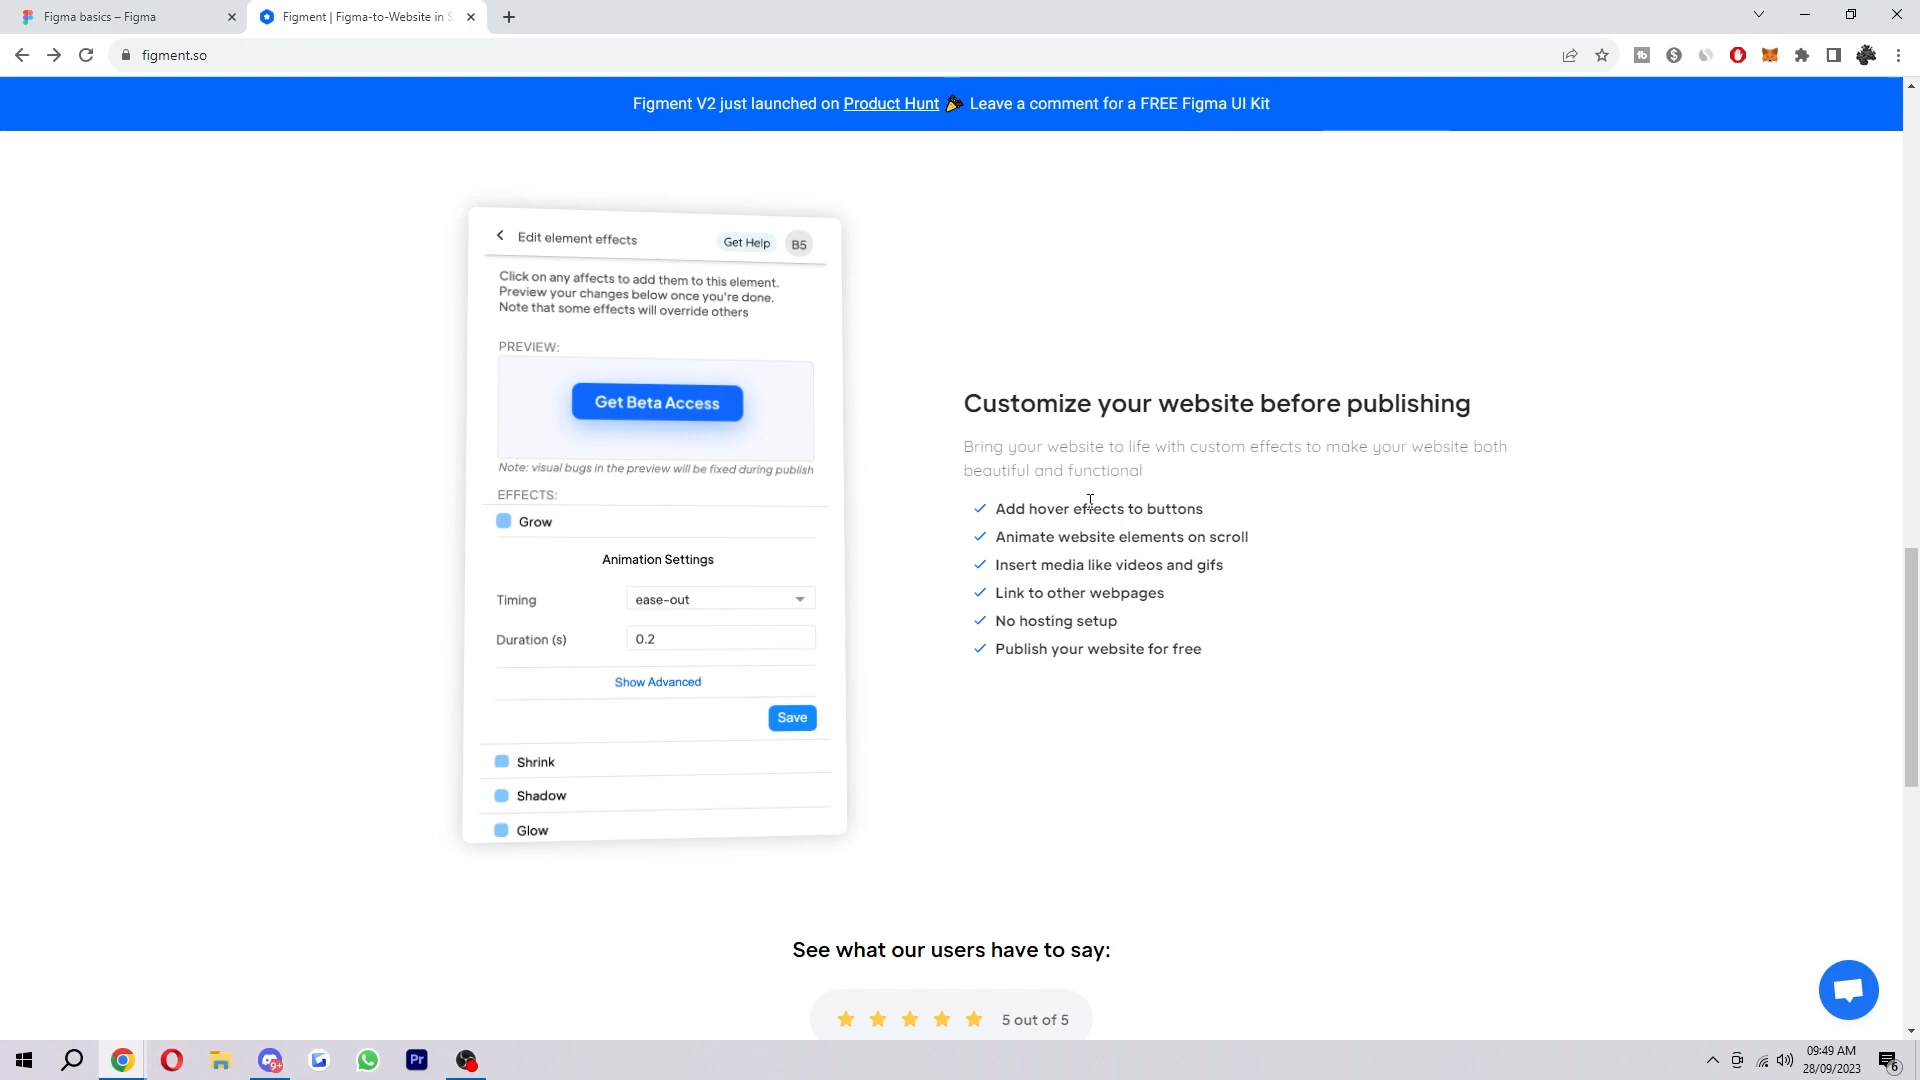 Figma basics – Figma
Figment | Figma-to-Website in S
figment.so
Figment V2 just launched on Product Hunt 🎉 Leave a comment for a FREE Figma UI Kit
Edit element effects
Get Help
B5
Click on any affects to add them to this element.
Preview your changes below once you're done.
Note that some effects will override others
PREVIEW:
Get Beta Access
Note: visual bugs in the preview will be fixed during publish
EFFECTS:
Grow
Animation Settings
Timing
ease-out
Duration (s)
0.2
Show Advanced
Save
Shrink
Shadow
Glow
Customize your website before publishing
Bring your website to life with custom effects to make your website both
beautiful and functional
Add hover effects to buttons
Animate website elements on scroll
Insert media like videos and gifs
Link to other webpages
No hosting setup
Publish your website for free
See what our users have to say:
5 out of 5
9+
Pr
09:49 AM
28/09/2023
6